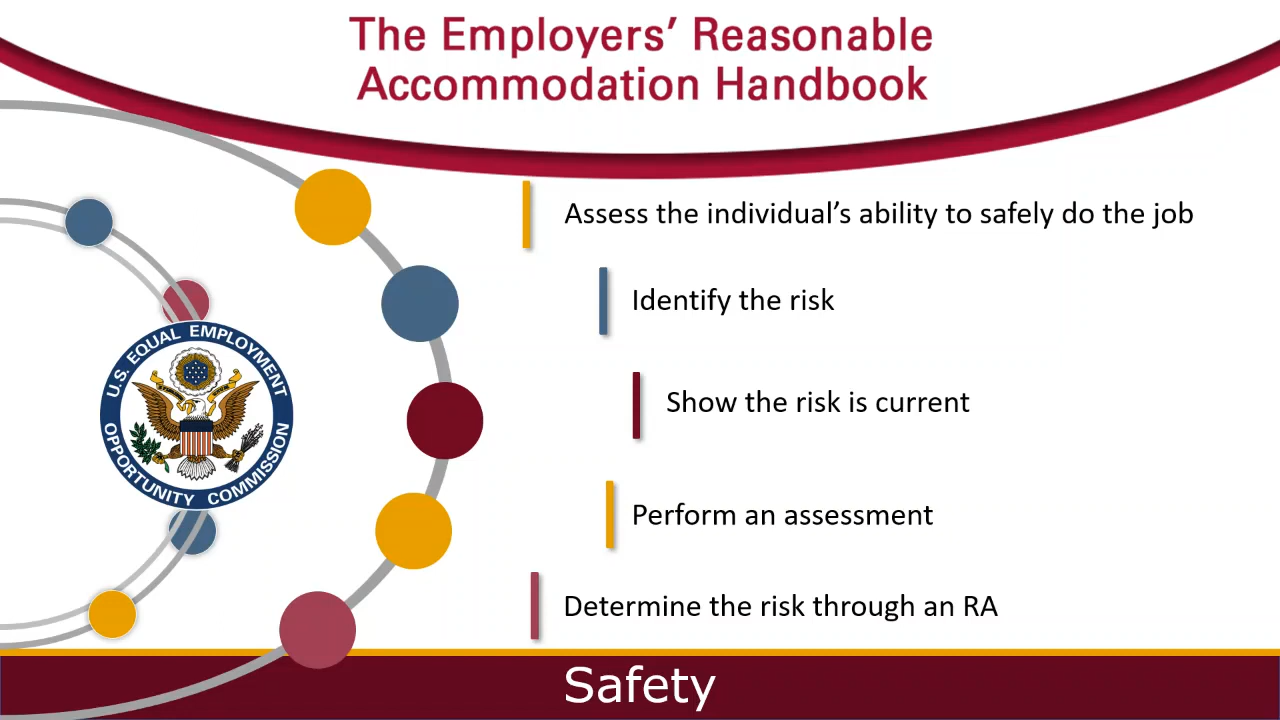 The Employers’ Reasonable
Accommodation Handbook
Assess the individual’s ability to safely do the job
Identify the risk
Show the risk is current
U.S. EQUAL EMPLOYMENT
OPPORTUNITY COMMISSION
Perform an assessment
Determine the risk through an RA
Safety